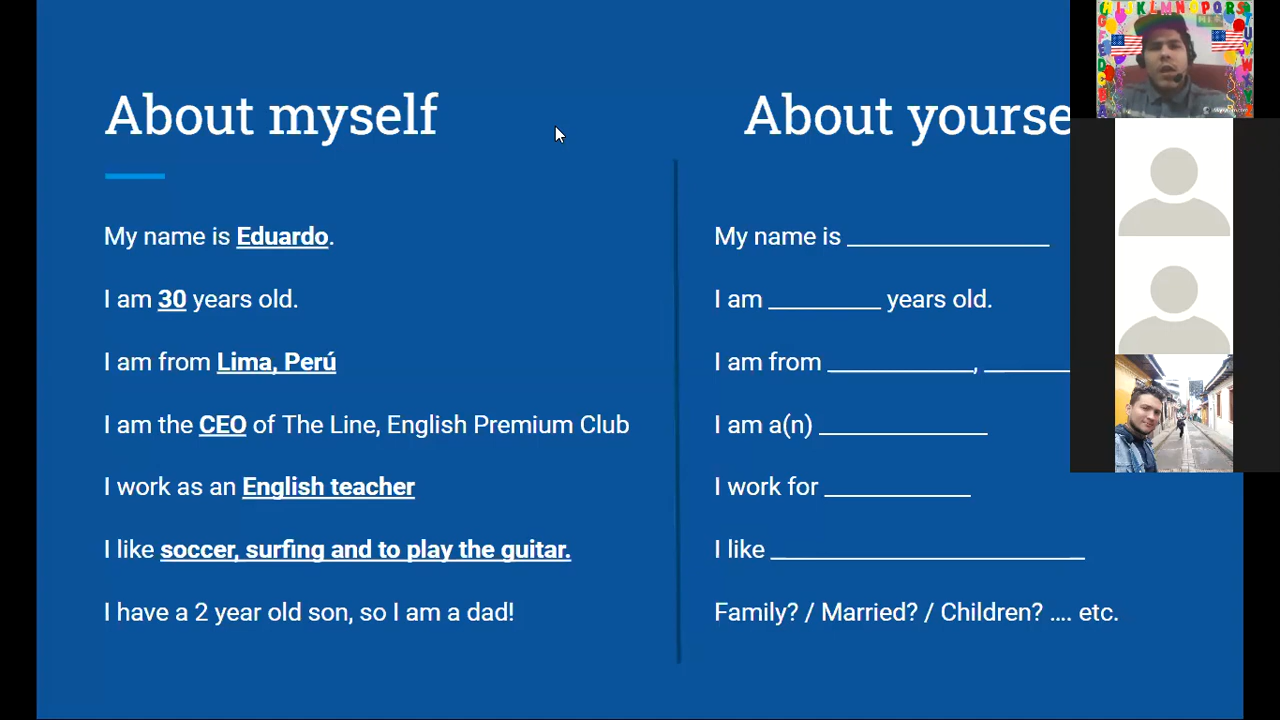 About myself
My name is Eduardo.
I am 30 years old.
I am from Lima, Perú
I am the CEO of The Line, English Premium Club
I work as an English teacher
I like soccer, surfing and to play the guitar.
I have a 2 year old son, so I am a dad!
About yourse
My name is _______________
I am ________ years old.
I am from ___________, ______
I am a(n) ____________
I work for ___________
I like _______________________
Family? / Married? / Children? .... etc.